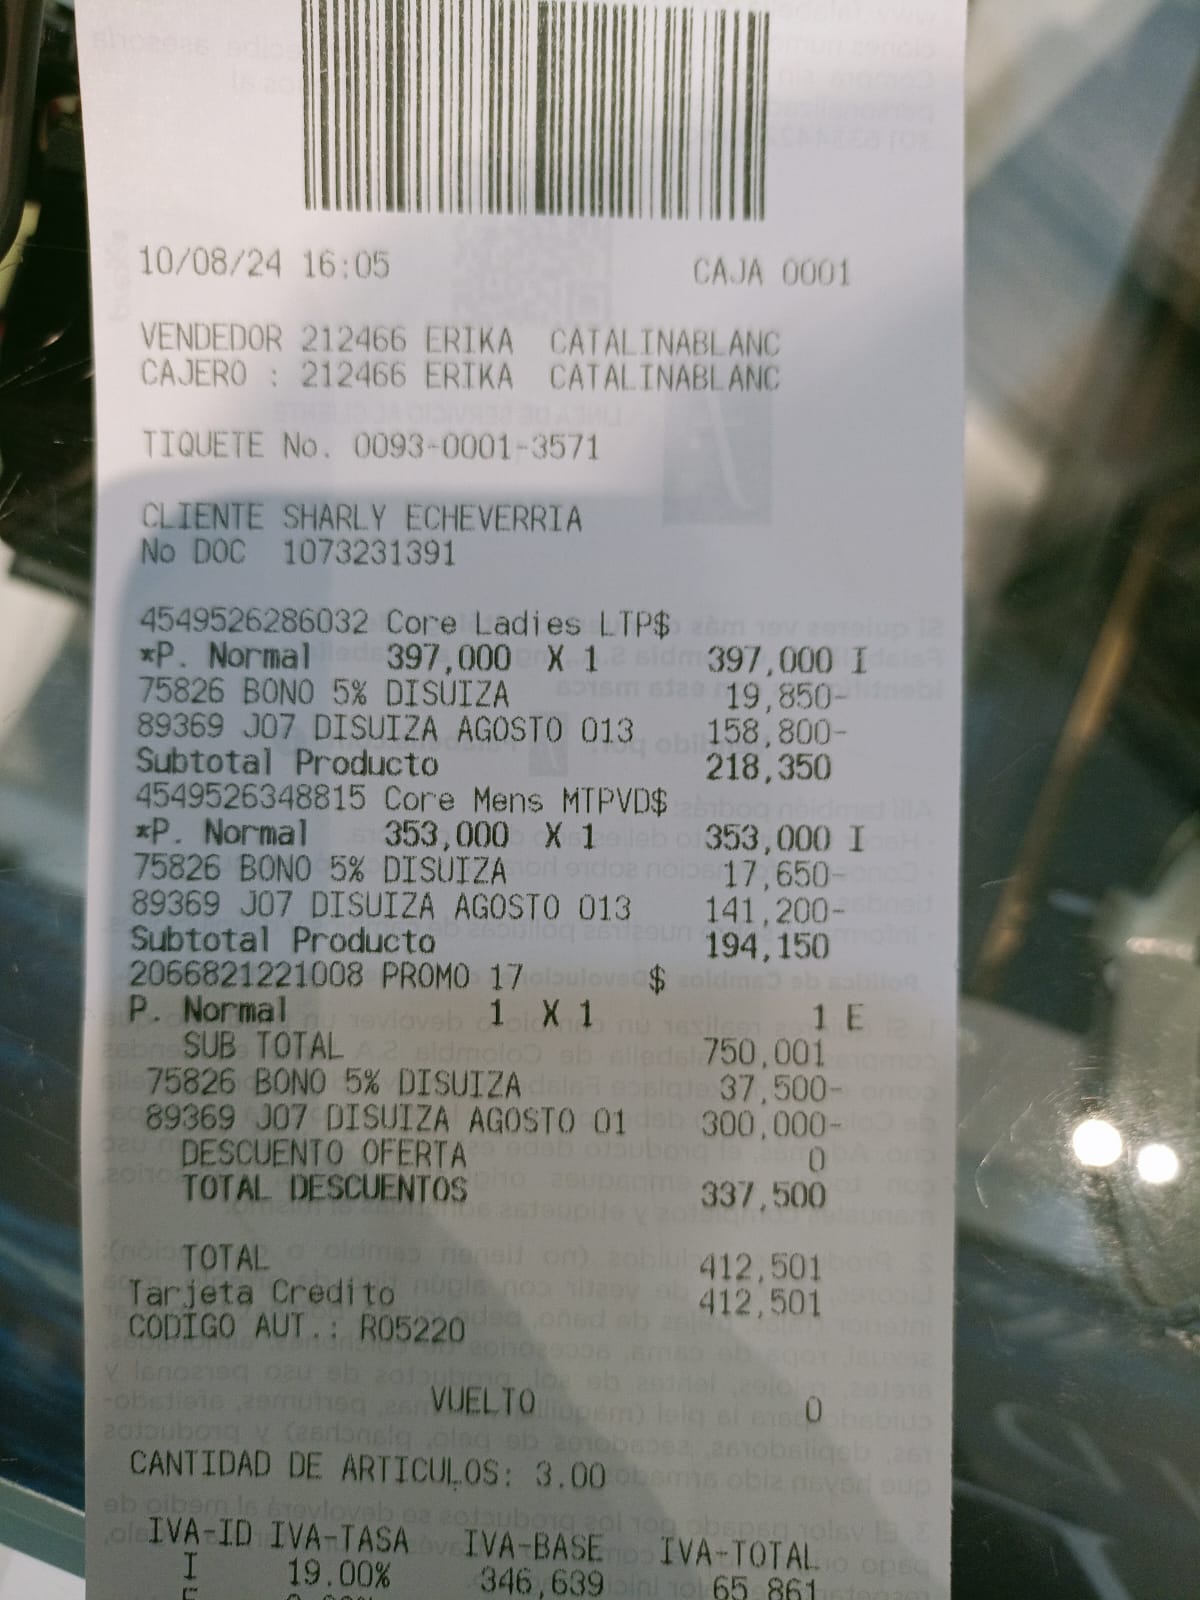 10/08/24 16:05 CAJA 0001
VENDEDOR 212466 ERIKA CATALINABLANC
CAJERO : 212466 ERIKA CATALINABLANC
TIQUETE No. 0093-0001-3571
CLIENTE SHARLY ECHEVERRIA
No DOC 1073231391
4549526286032 Core Ladies LTP$
*P. Normal 397,000 X 1 397,000 I
75826 BONO 5% DISUIZA 19,850-
89369 J07 DISUIZA AGOSTO 013 158,800-
Subtotal Producto 218,350
4549526348815 Core Mens MTPVD$
*P. Normal 353,000 X 1 353,000 I
75826 BONO 5% DISUIZA 17,650-
89369 J07 DISUIZA AGOSTO 013 141,200-
Subtotal Producto 194,150
2066821221008 PROMO 17 $
P. Normal 1 X 1 1 E
SUB TOTAL 750,001
75826 BONO 5% DISUIZA 37,500-
89369 J07 DISUIZA AGOSTO 01 300,000-
DESCUENTO OFERTA 0
TOTAL DESCUENTOS 337,500
TOTAL 412,501
Tarjeta Credito 412,501
CODIGO AUT.: R05220
VUELTO 0
CANTIDAD DE ARTICULOS: 3.00
IVA-ID IVA-TASA IVA-BASE IVA-TOTAL
I 19.00% 346,639 65,861